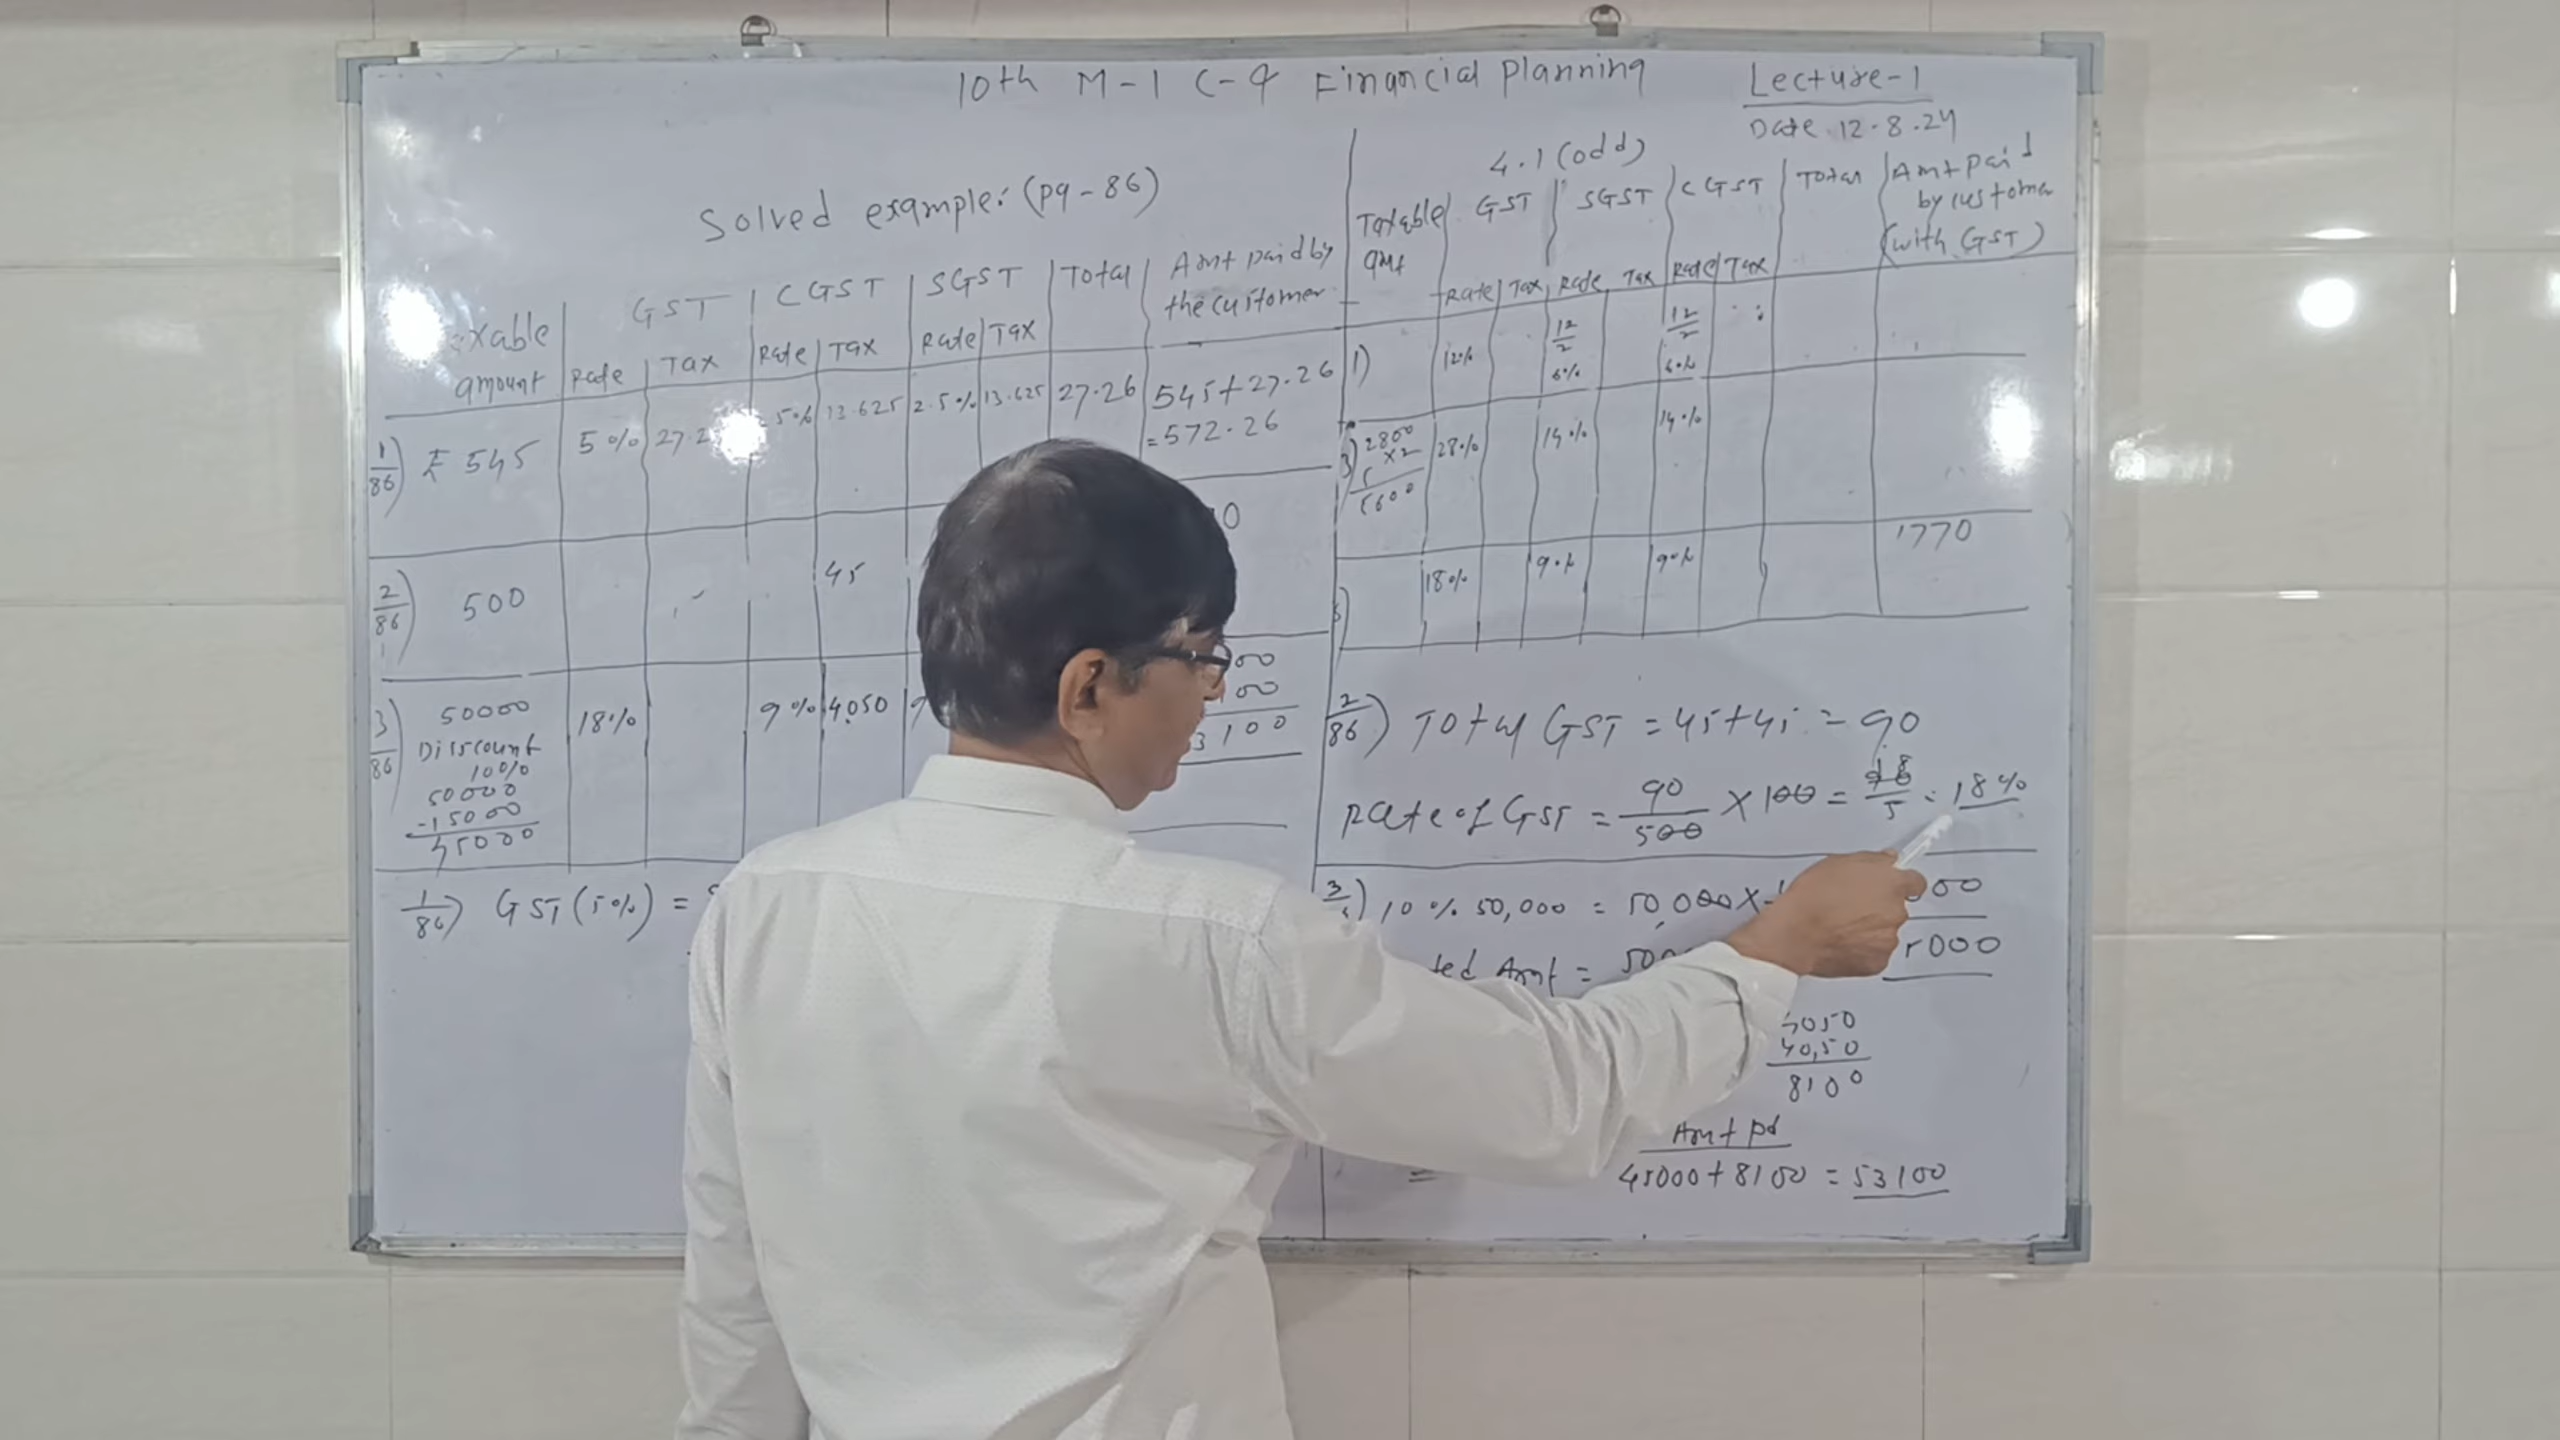 10th M-1 C-4 Financial Planning
Lecture-1
Date 12.8.24
Solved example: (pg-86)
amount
GST CGST SGST Total Amt paid by the customer
Rate Tax Rate Tax Rate Tax
1/86) ₹ 545 5% 5% 13.625 2.5% 13.625 27.26 545+27.26
=572.26
2/86) 500 45
3/86) 50000 18% 9% 4050
Discount
10%
50000
-15000
45000
1/86) GST(5%) =
4.1 (odd)
Taxable amt GST SGST CGST Total Amt paid
by customer
(with GST)
Rate Tax Rate Tax Rate Tax
1) 12% 12/2 12/2
6% 6%
3) 2800 28% 14% 14%
×2
5600
18% 9% 9% 1770
2/86) Total GST = 45+45 = 90
Rate of GST = 90/500 × 100 = 18%
10% 50,000 = 50,000×
Amt =
4050
40,50
8100
Amt pd
45000+8100 = 53100